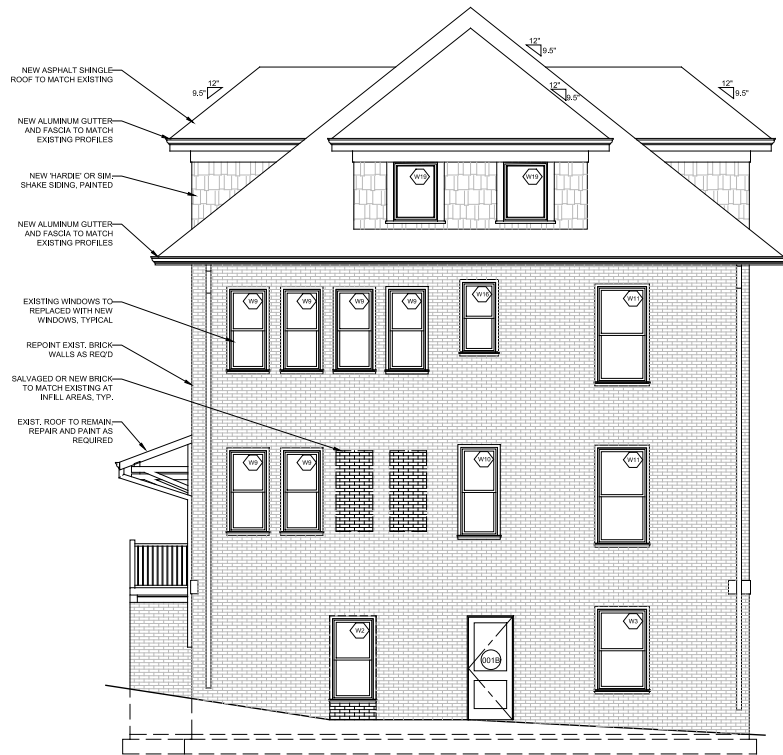 12"
9.5"
12"
9.5"
12"
9.5"
12"
9.5"
NEW ASPHALT SHINGLE
ROOF TO MATCH EXISTING
NEW ALUMINUM GUTTER
AND FASCIA TO MATCH
EXISTING PROFILES
NEW 'HARDIE' OR SIM.
SHAKE SIDING, PAINTED
W19
W19
NEW ALUMINUM GUTTER
AND FASCIA TO MATCH
EXISTING PROFILES
EXISTING WINDOWS TO
REPLACED WITH NEW
WINDOWS, TYPICAL
W9
W9
W9
W9
W16
W11
REPOINT EXIST. BRICK
WALLS AS REQ'D
SALVAGED OR NEW BRICK
TO MATCH EXISTING AT
INFILL AREAS, TYP.
EXIST. ROOF TO REMAIN,
REPAIR AND PAINT AS
REQUIRED
W9
W9
W10
W11
W2
001B
W3